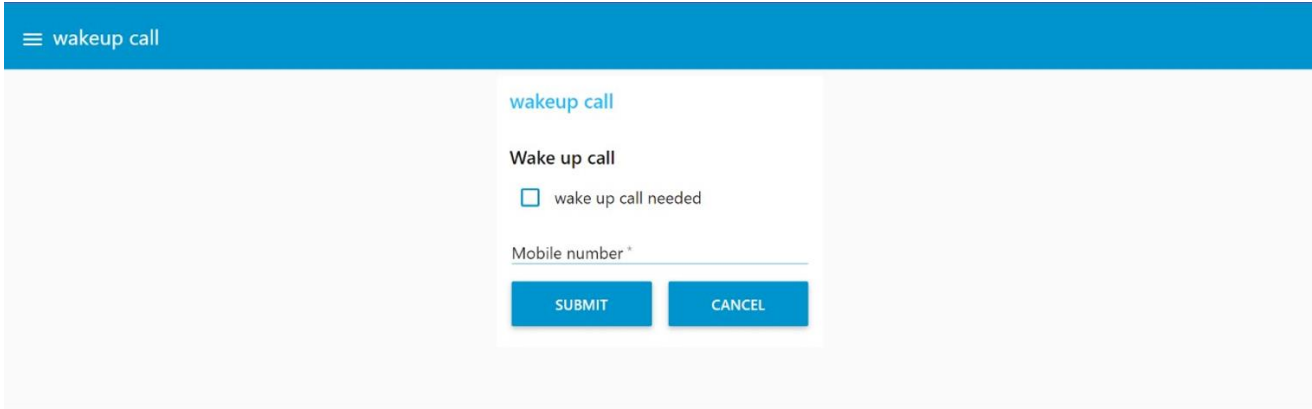 wakeup call
wakeup call
Wake up call
wake up call needed
Mobile number *
SUBMIT CANCEL